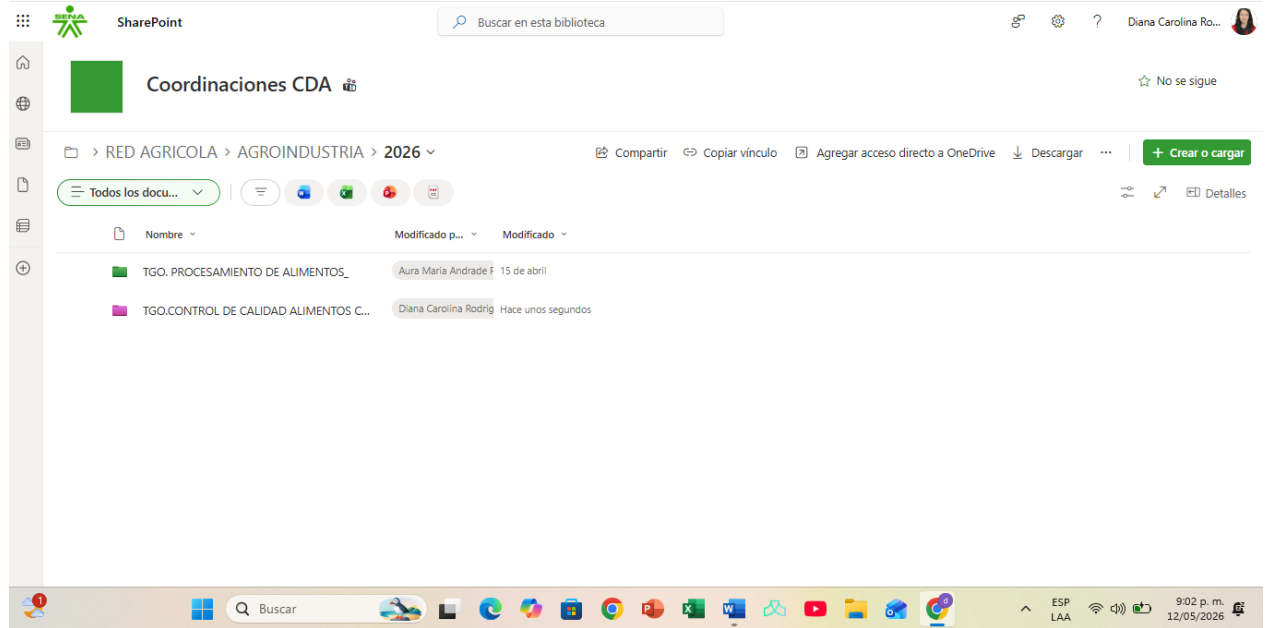 SENA
SharePoint
Buscar en esta biblioteca
?
Diana Carolina Ro...
Coordinaciones CDA
No se sigue
> RED AGRICOLA > AGROINDUSTRIA > 2026
Compartir
Copiar vínculo
Agregar acceso directo a OneDrive
Descargar
...
+ Crear o cargar
Todos los docu...
Detalles
Nombre
Modificado p...
Modificado
TGO. PROCESAMIENTO DE ALIMENTOS_
Aura Maria Andrade
15 de abril
TGO.CONTROL DE CALIDAD ALIMENTOS C...
Diana Carolina Rodrig
Hace unos segundos
1
Buscar
d
ESP
LAA
9:02 p. m.
12/05/2026